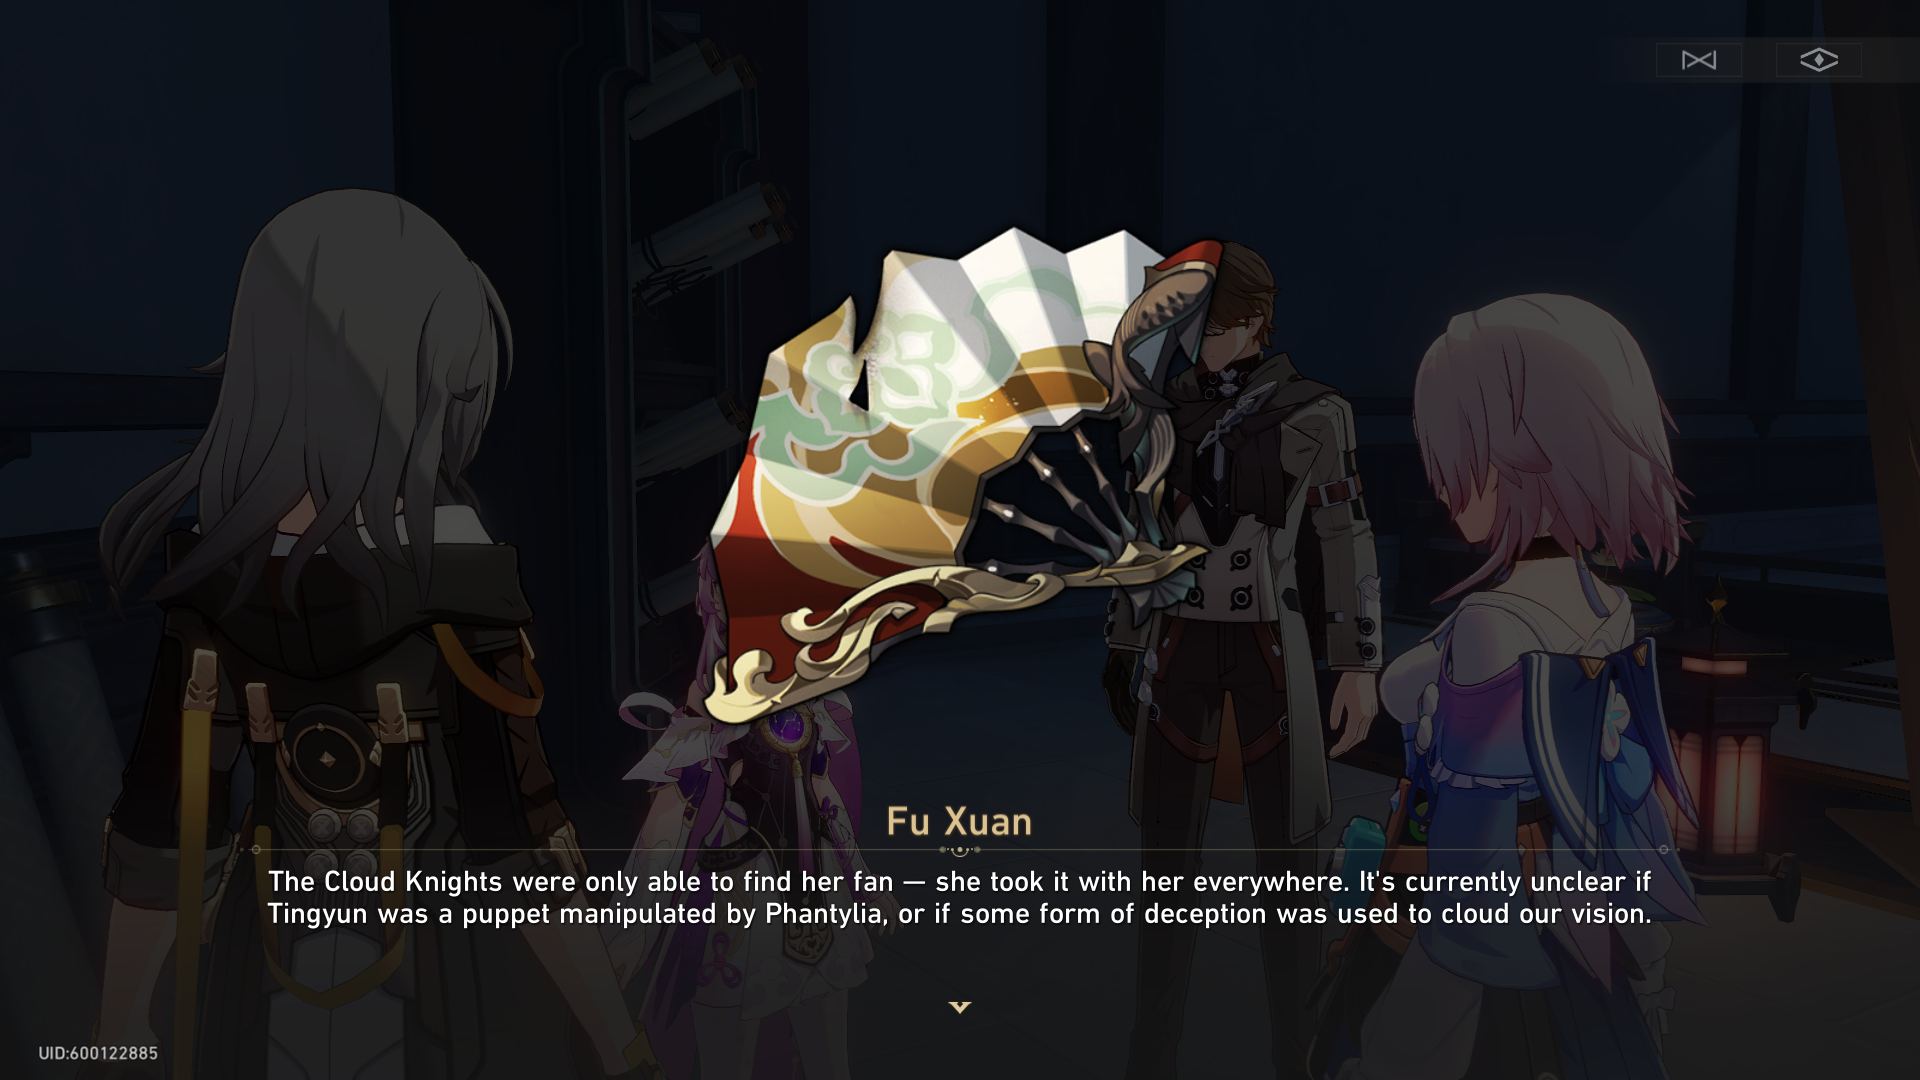 Fu Xuan
The Cloud Knights were only able to find her fan — she took it with her everywhere. It's currently unclear if
Tingyun was a puppet manipulated by Phantylia, or if some form of deception was used to cloud our vision.
UID:600122885